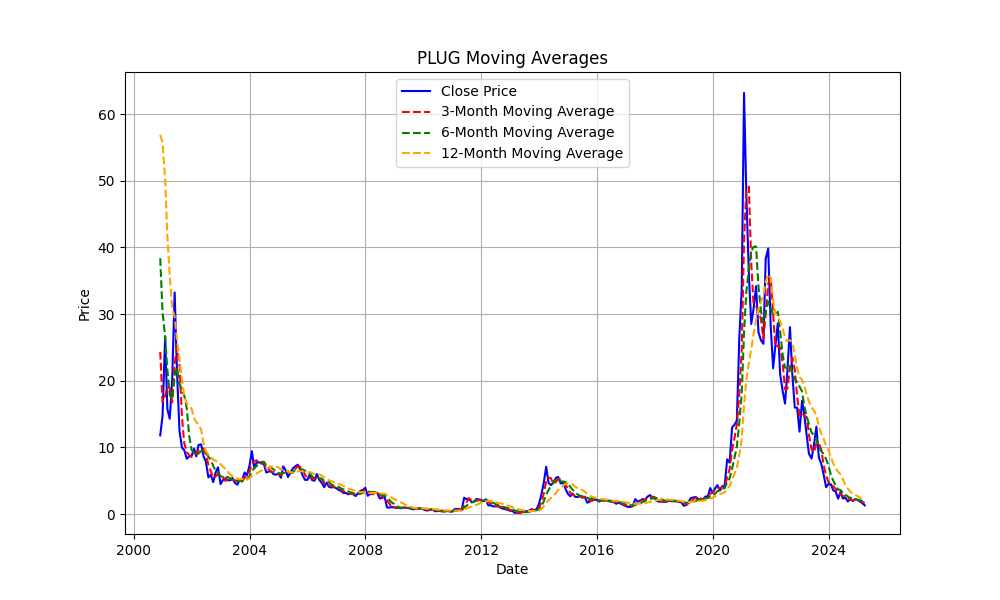 PLUG Moving Averages
Close Price
3-Month Moving Average
6-Month Moving Average
12-Month Moving Average
Price
60
50
40
30
20
10
0
2000 2004 2008 2012 2016 2020 2024
Date